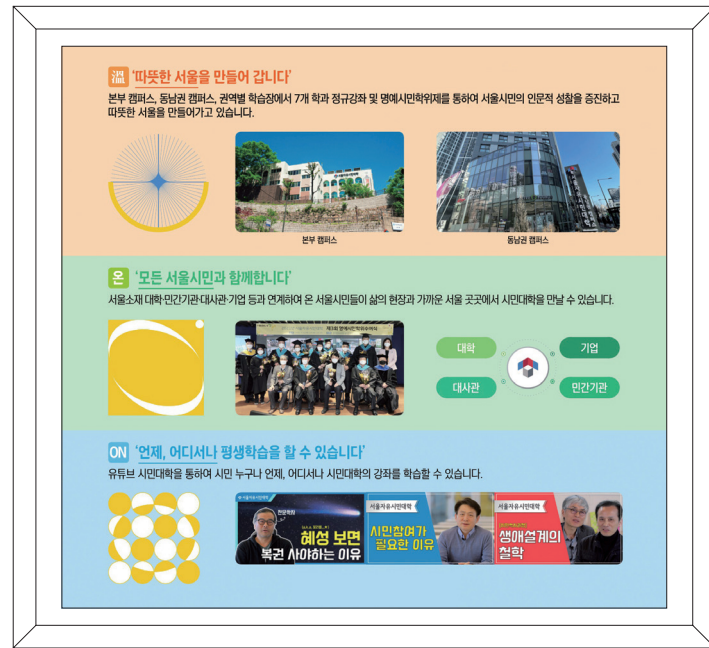 溫 '따뜻한 서울을 만들어 갑니다'
본부 캠퍼스, 동남권 캠퍼스, 권역별 학습장에서 7개 학과 정규강좌 및 명예시민학위제를 통하여 서울시민의 인문적 성찰을 증진하고
따뜻한 서울을 만들어가고 있습니다.
본부 캠퍼스
동남권 캠퍼스
온 '모든 서울시민과 함께합니다'
서울소재 대학·민간기관·대사관·기업 등과 연계하여 온 서울시민들이 삶의 현장과 가까운 서울 곳곳에서 시민대학을 만날 수 있습니다.
대학
기업
대사관
민간기관
ON '언제, 어디서나 평생학습을 할 수 있습니다'
유튜브 시민대학을 통하여 시민 누구나 언제, 어디서나 시민대학의 강좌를 학습할 수 있습니다.
서울자유시민대학
천문학자
혜성 보면
복권 사야하는 이유
서울자유시민대학
시민참여가
필요한 이유
서울자유시민대학
생애설계의
철학